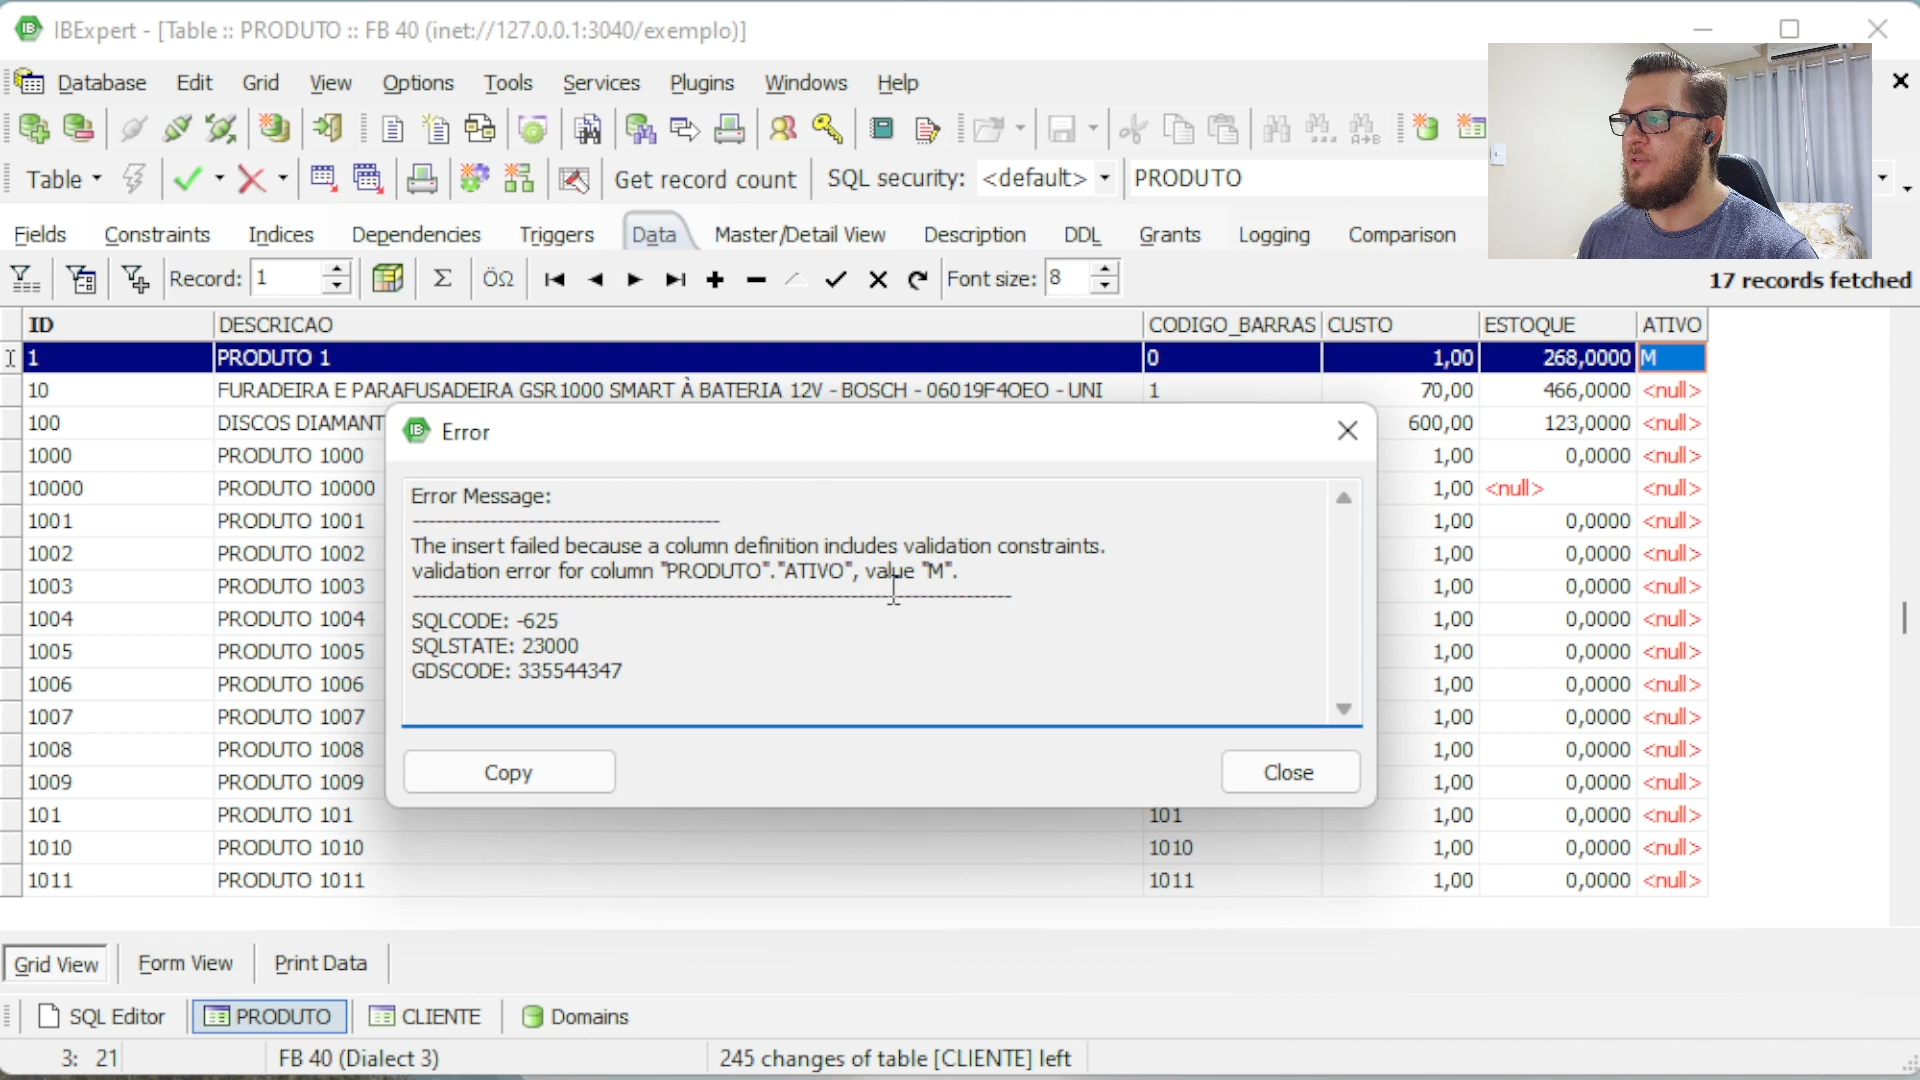 IBExpert - [Table :: PRODUTO :: FB 40 (inet://127.0.0.1:3040/exemplo)]
Database Edit Grid View Options Tools Services Plugins Windows Help
Table Get record count SQL security: <default> PRODUTO
Fields Constraints Indices Dependencies Triggers Data Master/Detail View Description DDL Grants Logging Comparison
Record: 1 Σ ÖΩ Font size: 8 17 records fetched
ID DESCRICAO CODIGO_BARRAS CUSTO ESTOQUE ATIVO
1 PRODUTO 1 0 1,00 268,0000 M
10 FURADEIRA E PARAFUSADEIRA GSR1000 SMART À BATERIA 12V - BOSCH - 06019F4OEO - UNI 1 70,00 466,0000 <null>
100 DISCOS DIAMANT 600,00 123,0000 <null>
1000 PRODUTO 1000 1,00 0,0000 <null>
10000 PRODUTO 10000 1,00 <null> <null>
1001 PRODUTO 1001 1,00 0,0000 <null>
1002 PRODUTO 1002 1,00 0,0000 <null>
1003 PRODUTO 1003 1,00 0,0000 <null>
1004 PRODUTO 1004 1,00 0,0000 <null>
1005 PRODUTO 1005 1,00 0,0000 <null>
1006 PRODUTO 1006 1,00 0,0000 <null>
1007 PRODUTO 1007 1,00 0,0000 <null>
1008 PRODUTO 1008 1,00 0,0000 <null>
1009 PRODUTO 1009 1,00 0,0000 <null>
101 PRODUTO 101 101 1,00 0,0000 <null>
1010 PRODUTO 1010 1010 1,00 0,0000 <null>
1011 PRODUTO 1011 1011 1,00 0,0000 <null>
Error
Error Message:
----------------------------------------
The insert failed because a column definition includes validation constraints.
validation error for column "PRODUTO"."ATIVO", value "M".
------------------------------------------------------------------------------
SQLCODE: -625
SQLSTATE: 23000
GDSCODE: 335544347
Copy Close
Grid View Form View Print Data
SQL Editor PRODUTO CLIENTE Domains
3: 21 FB 40 (Dialect 3) 245 changes of table [CLIENTE] left